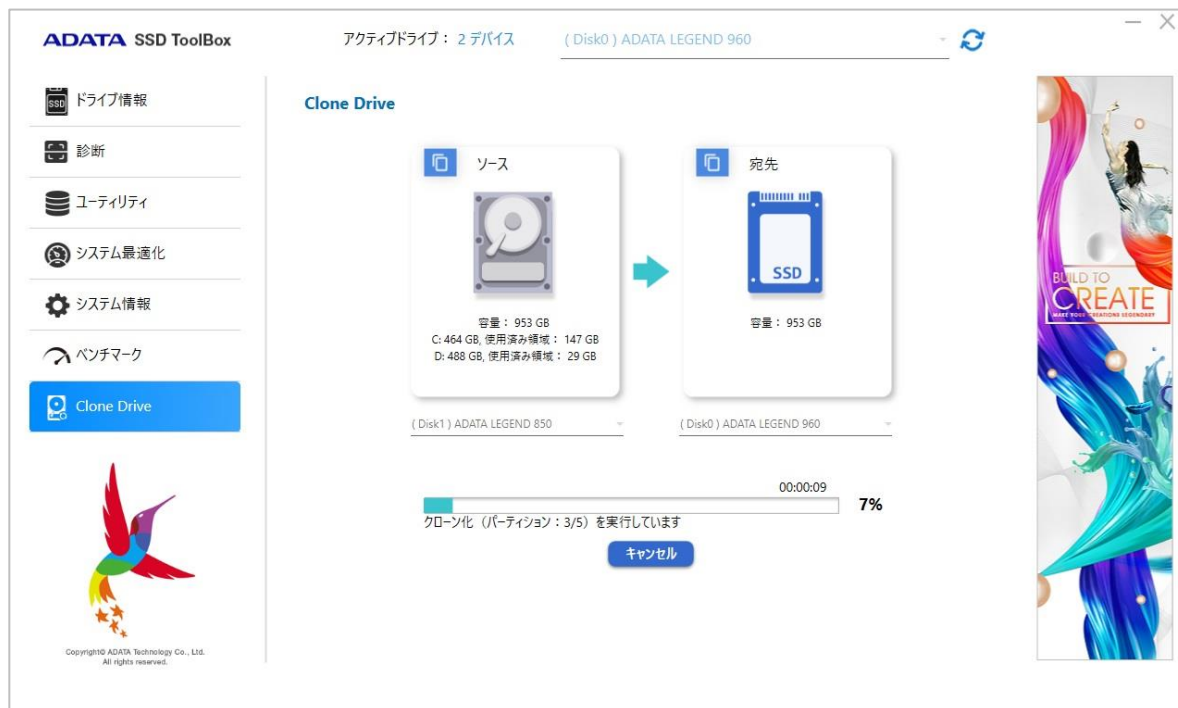 ADATA SSD ToolBox
アクティブドライブ： 2 デバイス
( Disk0 ) ADATA LEGEND 960
SSD ドライブ情報
診断
ユーティリティ
システム最適化
システム情報
ベンチマーク
Clone Drive
Clone Drive
ソース
容量： 953 GB
C: 464 GB, 使用済み領域： 147 GB
D: 488 GB, 使用済み領域： 29 GB
( Disk1 ) ADATA LEGEND 850
宛先
SSD
容量： 953 GB
( Disk0 ) ADATA LEGEND 960
00:00:09
7%
クローン化（パーティション：3/5）を実行しています
キャンセル
BUILD TO
CREATE
MAKE YOUR CREATIONS LEGENDARY
Copyright© ADATA Technology Co., Ltd.
All rights reserved.